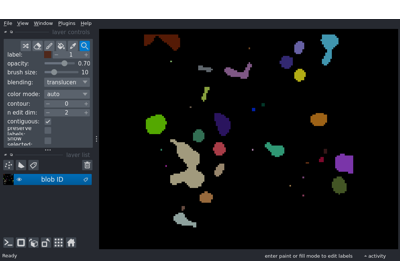 File View Window Plugins Help
layer controls
label: 1
opacity: 0.70
brush size: 10
blending: translucen
color mode: auto
contour: 0
n edit dim: 2
contiguous:
preserve labels:
show selected:
layer list
blob ID
Ready
enter paint or fill mode to edit labels
activity